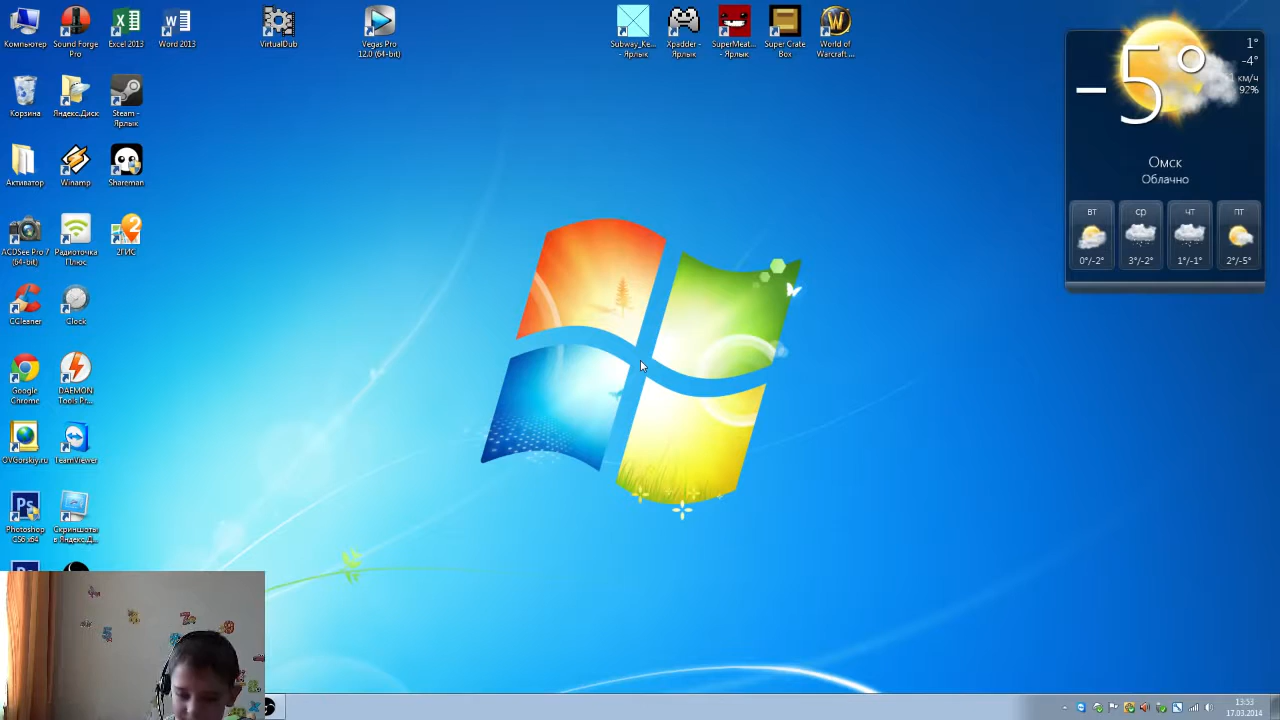 Компьютер
Sound Forge
Pro
Excel 2013
Word 2013
VirtualDub
Vegas Pro
12.0 (64-bit)
Subway_Ke...
- Ярлык
Xpadder -
Ярлык
SuperMeat...
- Ярлык
Super Crate
Box
World of
Warcraft ...
Корзина
Яндекс.Диск
Steam -
Ярлык
Активатор
Winamp
Shareman
ACDSee Pro 7
(64-bit)
Радиоточка
Плюс
2ГИС
CCleaner
Clock
Google
Chrome
DAEMON
Tools Pr...
OVGorskiy.ru
TeamViewer
Photoshop
CS6 x64
Скриншоты
в Яндекс.Д...
-5°
1°
-4°
км/ч
92%
Омск
Облачно
вт
ср
чт
пт
0°/-2°
3°/-2°
1°/-1°
2°/-5°
13:53
17.03.2014